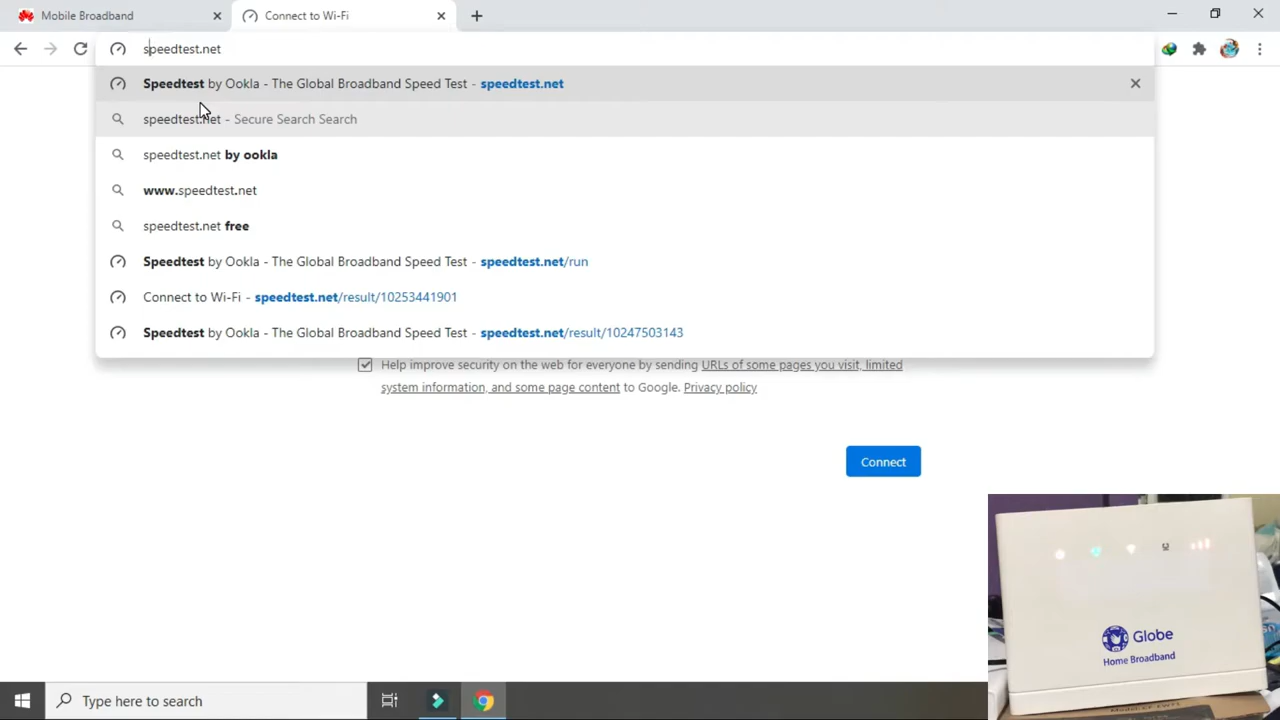 Mobile Broadband
Connect to Wi-Fi
speedtest.net
Speedtest by Ookla - The Global Broadband Speed Test - speedtest.net
speedtest.net - Secure Search Search
speedtest.net by ookla
www.speedtest.net
speedtest.net free
Speedtest by Ookla - The Global Broadband Speed Test - speedtest.net/run
Connect to Wi-Fi - speedtest.net/result/10253441901
Speedtest by Ookla - The Global Broadband Speed Test - speedtest.net/result/10247503143
Help improve security on the web for everyone by sending URLs of some pages you visit, limited
system information, and some page content to Google. Privacy policy
Connect
Globe
Home Broadband
Type here to search